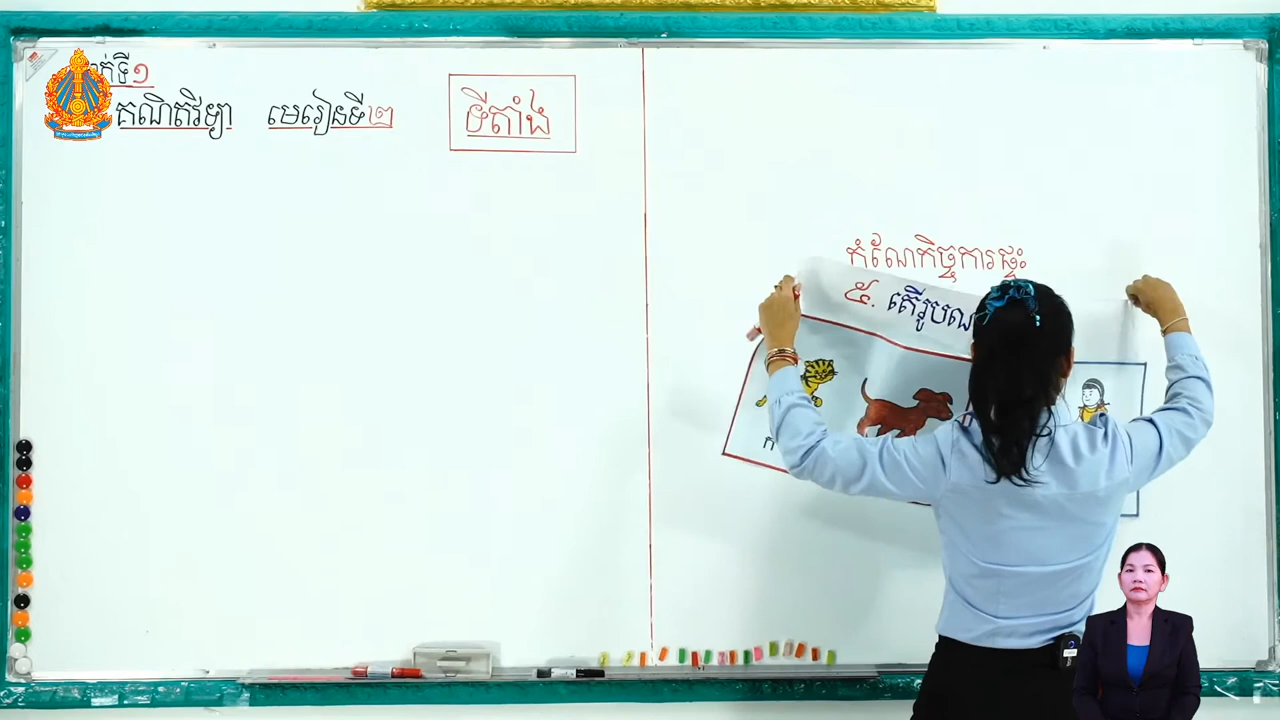 ថ្នាក់ទី១
គណិតវិទ្យា មេរៀនទី២
ទីតាំង
កំណែកិច្ចការផ្ទះ
៥. តើរូបណា
ក